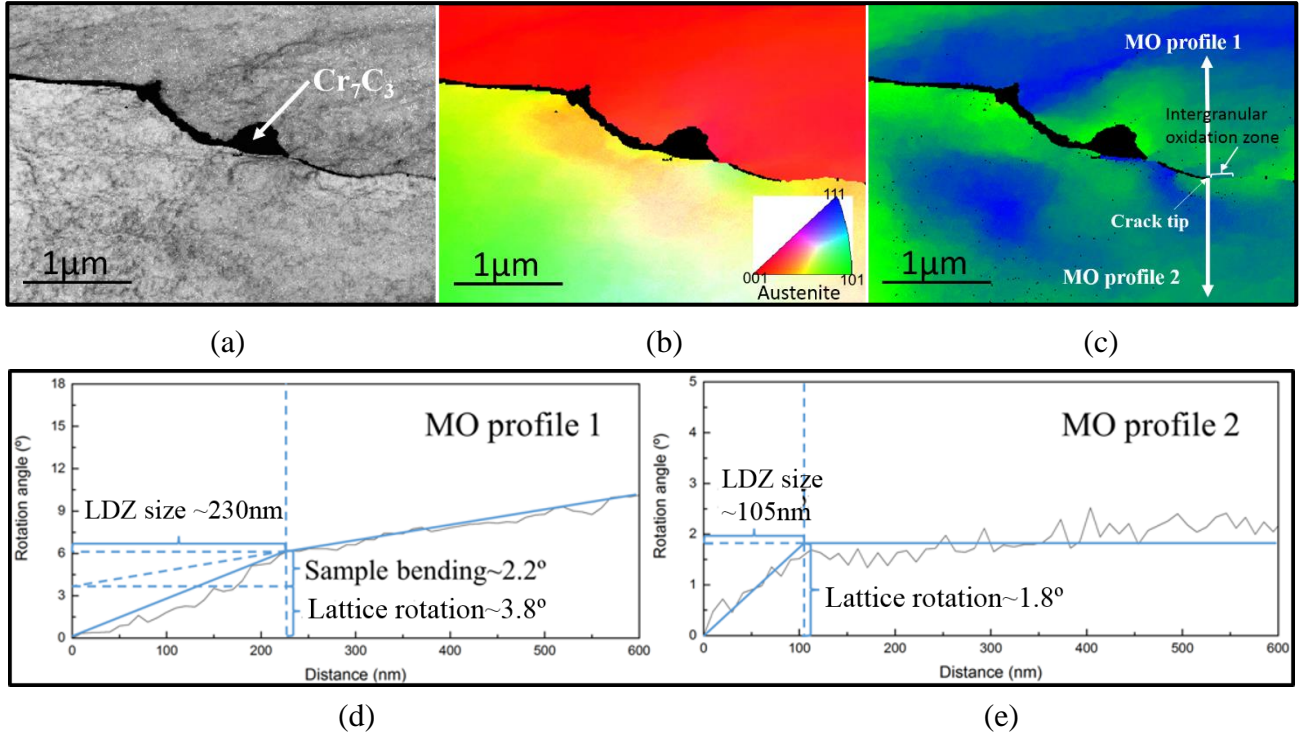 Cr7C3
1μm
(a)
1μm
111
001
101
Austenite
(b)
MO profile 1
Intergranular
oxidation zone
Crack tip
MO profile 2
1μm
(c)
MO profile 1
Rotation angle (º)
18
15
12
9
6
3
0
LDZ size ~230nm
Sample bending~2.2º
Lattice rotation~3.8º
0
100
200
300
400
500
600
Distance (nm)
(d)
MO profile 2
Rotation angle (º)
5
4
3
2
1
0
LDZ size
~105nm
Lattice rotation~1.8º
0
100
200
300
400
500
600
Distance (nm)
(e)